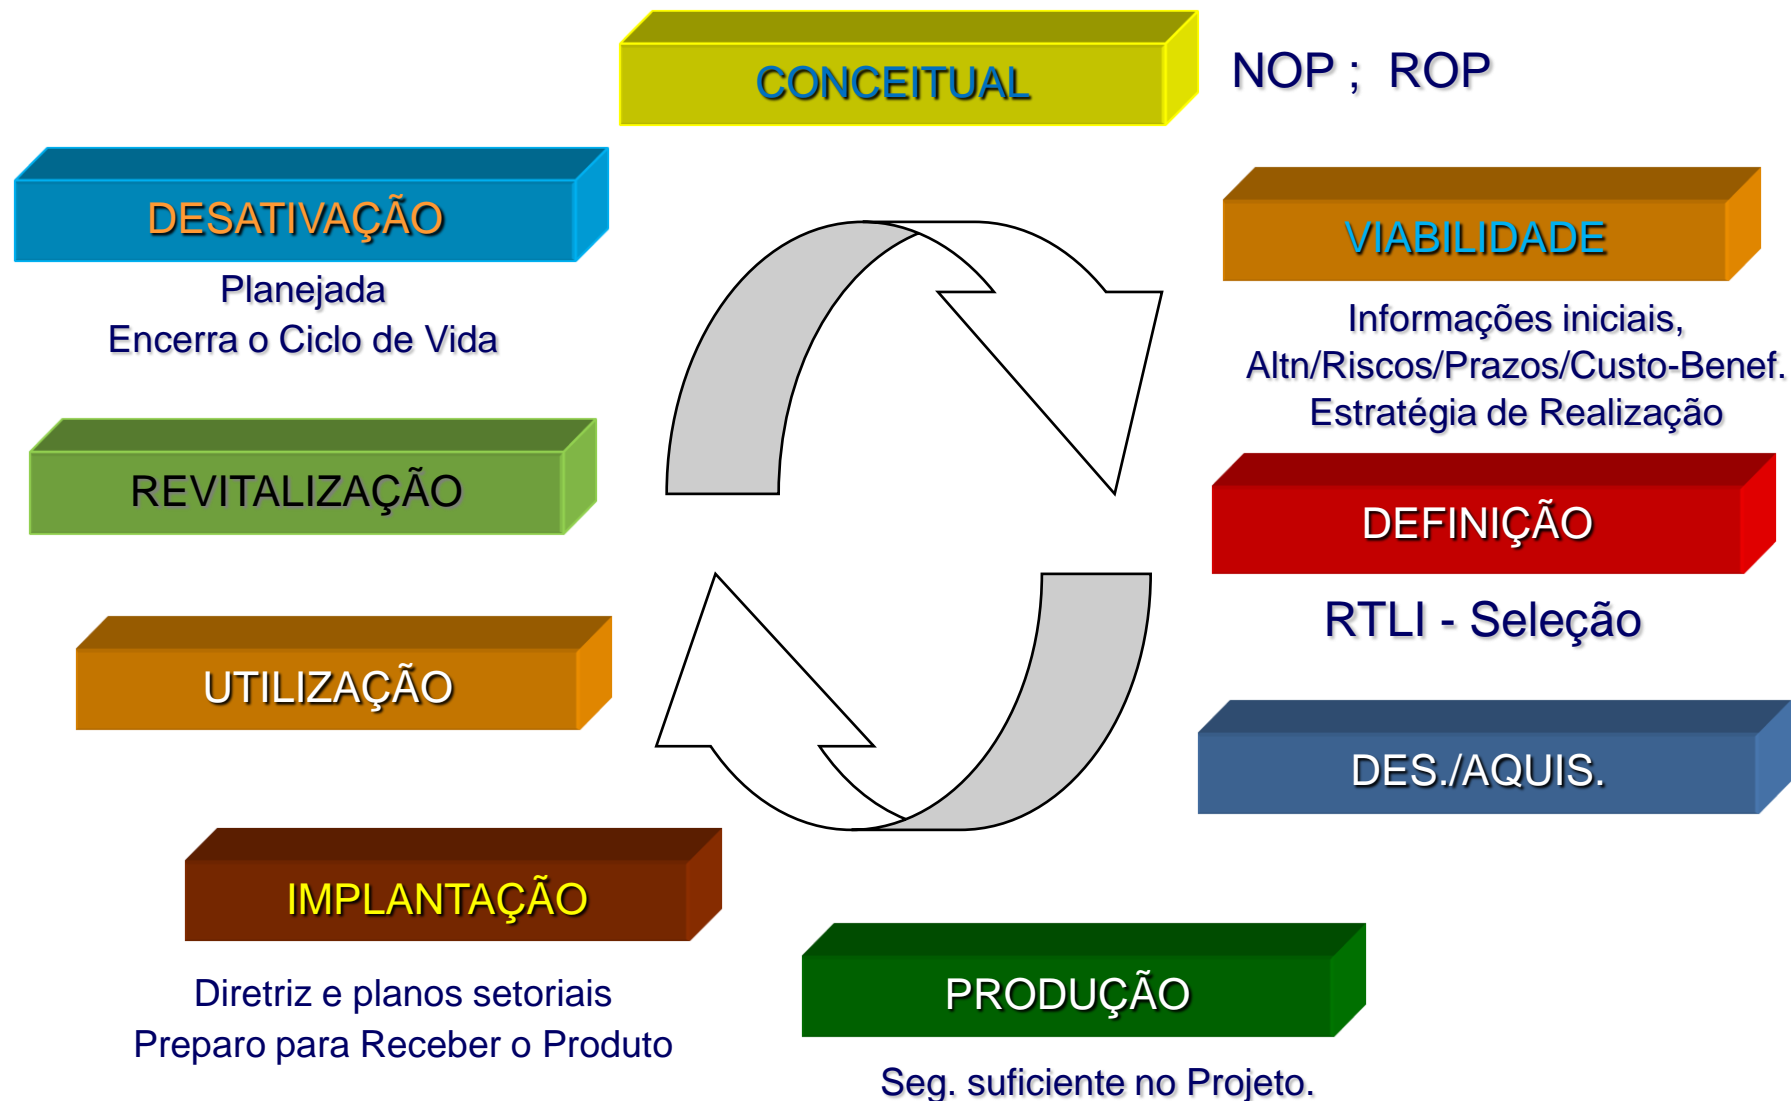 CONCEITUAL
NOP ; ROP
VIABILIDADE
Informações iniciais,
Altn/Riscos/Prazos/Custo-Benef.
Estratégia de Realização
DEFINIÇÃO
RTLI - Seleção
DES./AQUIS.
PRODUÇÃO
Seg. suficiente no Projeto.
IMPLANTAÇÃO
Diretriz e planos setoriais
Preparo para Receber o Produto
UTILIZAÇÃO
REVITALIZAÇÃO
DESATIVAÇÃO
Planejada
Encerra o Ciclo de Vida